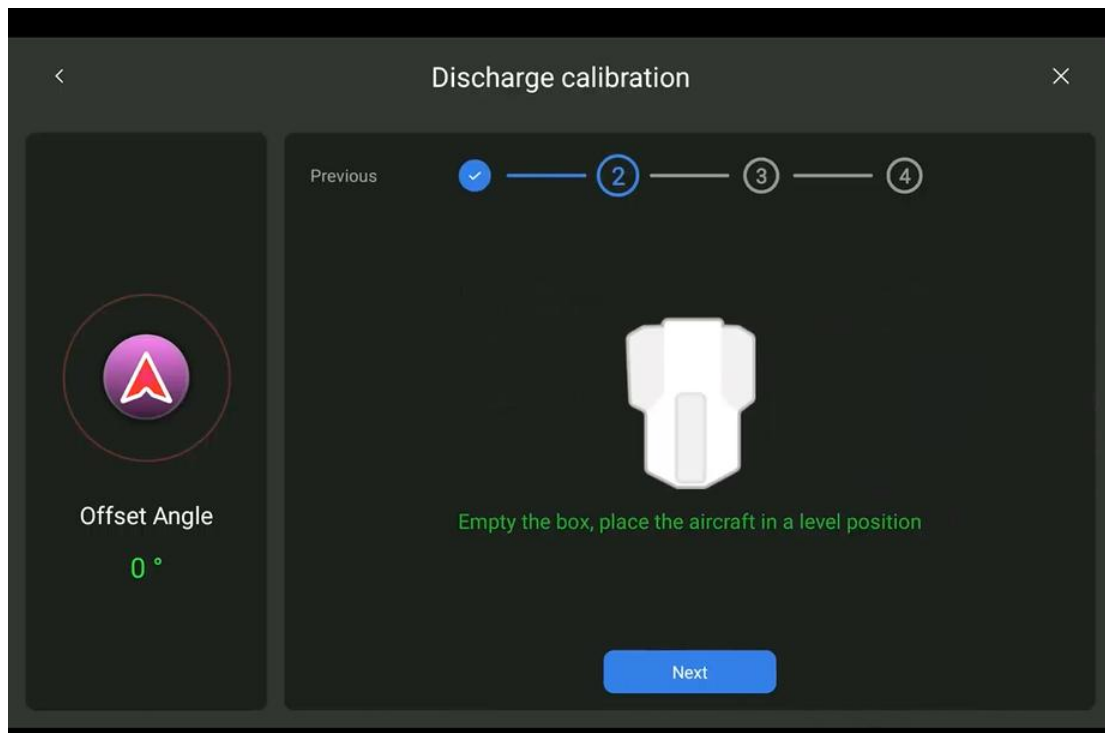 Discharge calibration
Previous
2
3
4
Offset Angle
0 °
Empty the box, place the aircraft in a level position
Next